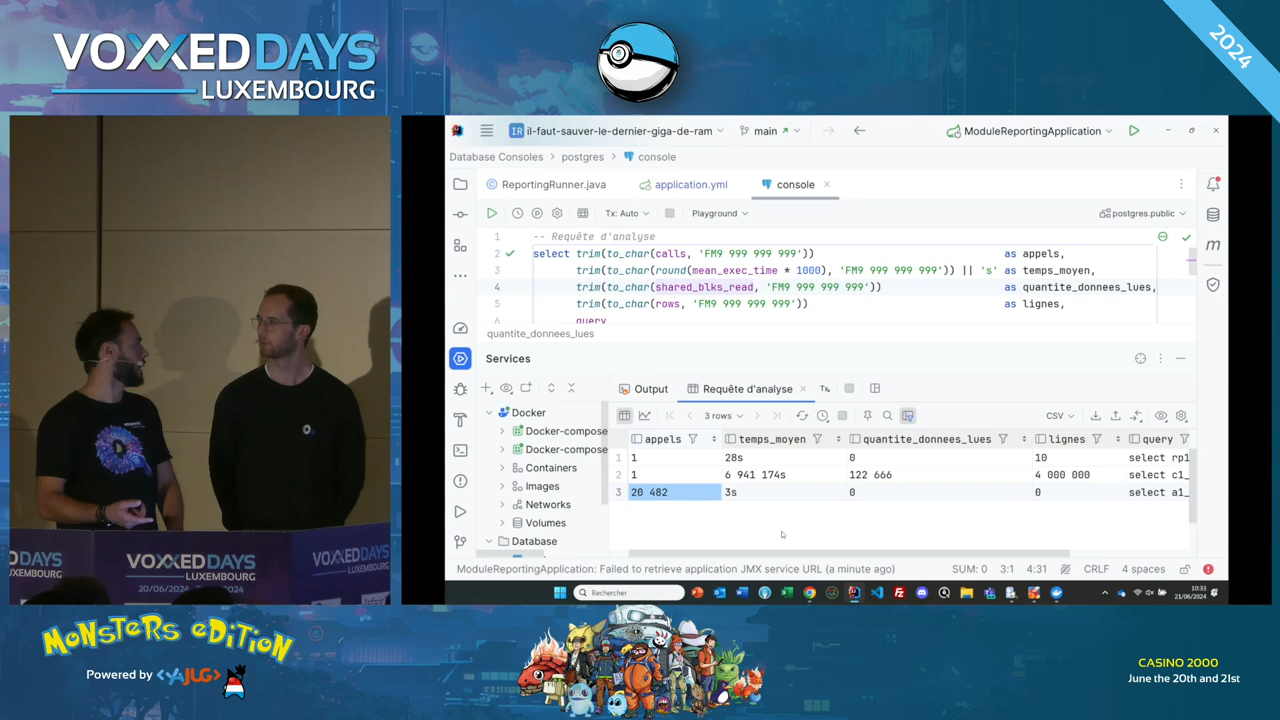 VOXXED DAYS
LUXEMBOURG
2024
il-faut-sauver-le-dernier-giga-de-ram
main
ModuleReportingApplication
Database Consoles
postgres
console
ReportingRunner.java
application.yml
console
Tx: Auto
Playground
postgres.public
1 -- Requête d'analyse
2 select trim(to_char(calls, 'FM9 999 999 999')) as appels,
3 trim(to_char(round(mean_exec_time * 1000), 'FM9 999 999 999')) || 's' as temps_moyen,
4 trim(to_char(shared_blks_read, 'FM9 999 999 999')) as quantite_donnees_lues,
5 trim(to_char(rows, 'FM9 999 999 999')) as lignes,
6 query
quantite_donnees_lues
Services
Output
Requête d'analyse
Tx
3 rows
CSV
Docker
Docker-compose
Docker-compose
Containers
Images
Networks
Volumes
Database
appels temps_moyen quantite_donnees_lues lignes query
1 1 28s 0 10 select rp1
2 1 6 941 174s 122 666 4 000 000 select c1_
3 20 482 3s 0 0 select a1_
ModuleReportingApplication: Failed to retrieve application JMX service URL (a minute ago)
SUM: 0 3:1 4:31 CRLF 4 spaces
Rechercher
10:33
21/06/2024
VOXXED DAYS
LUXEMBOURG
MONSTERS EDITION
Powered by <YAJUG>
CASINO 2000
June the 20th and 21st